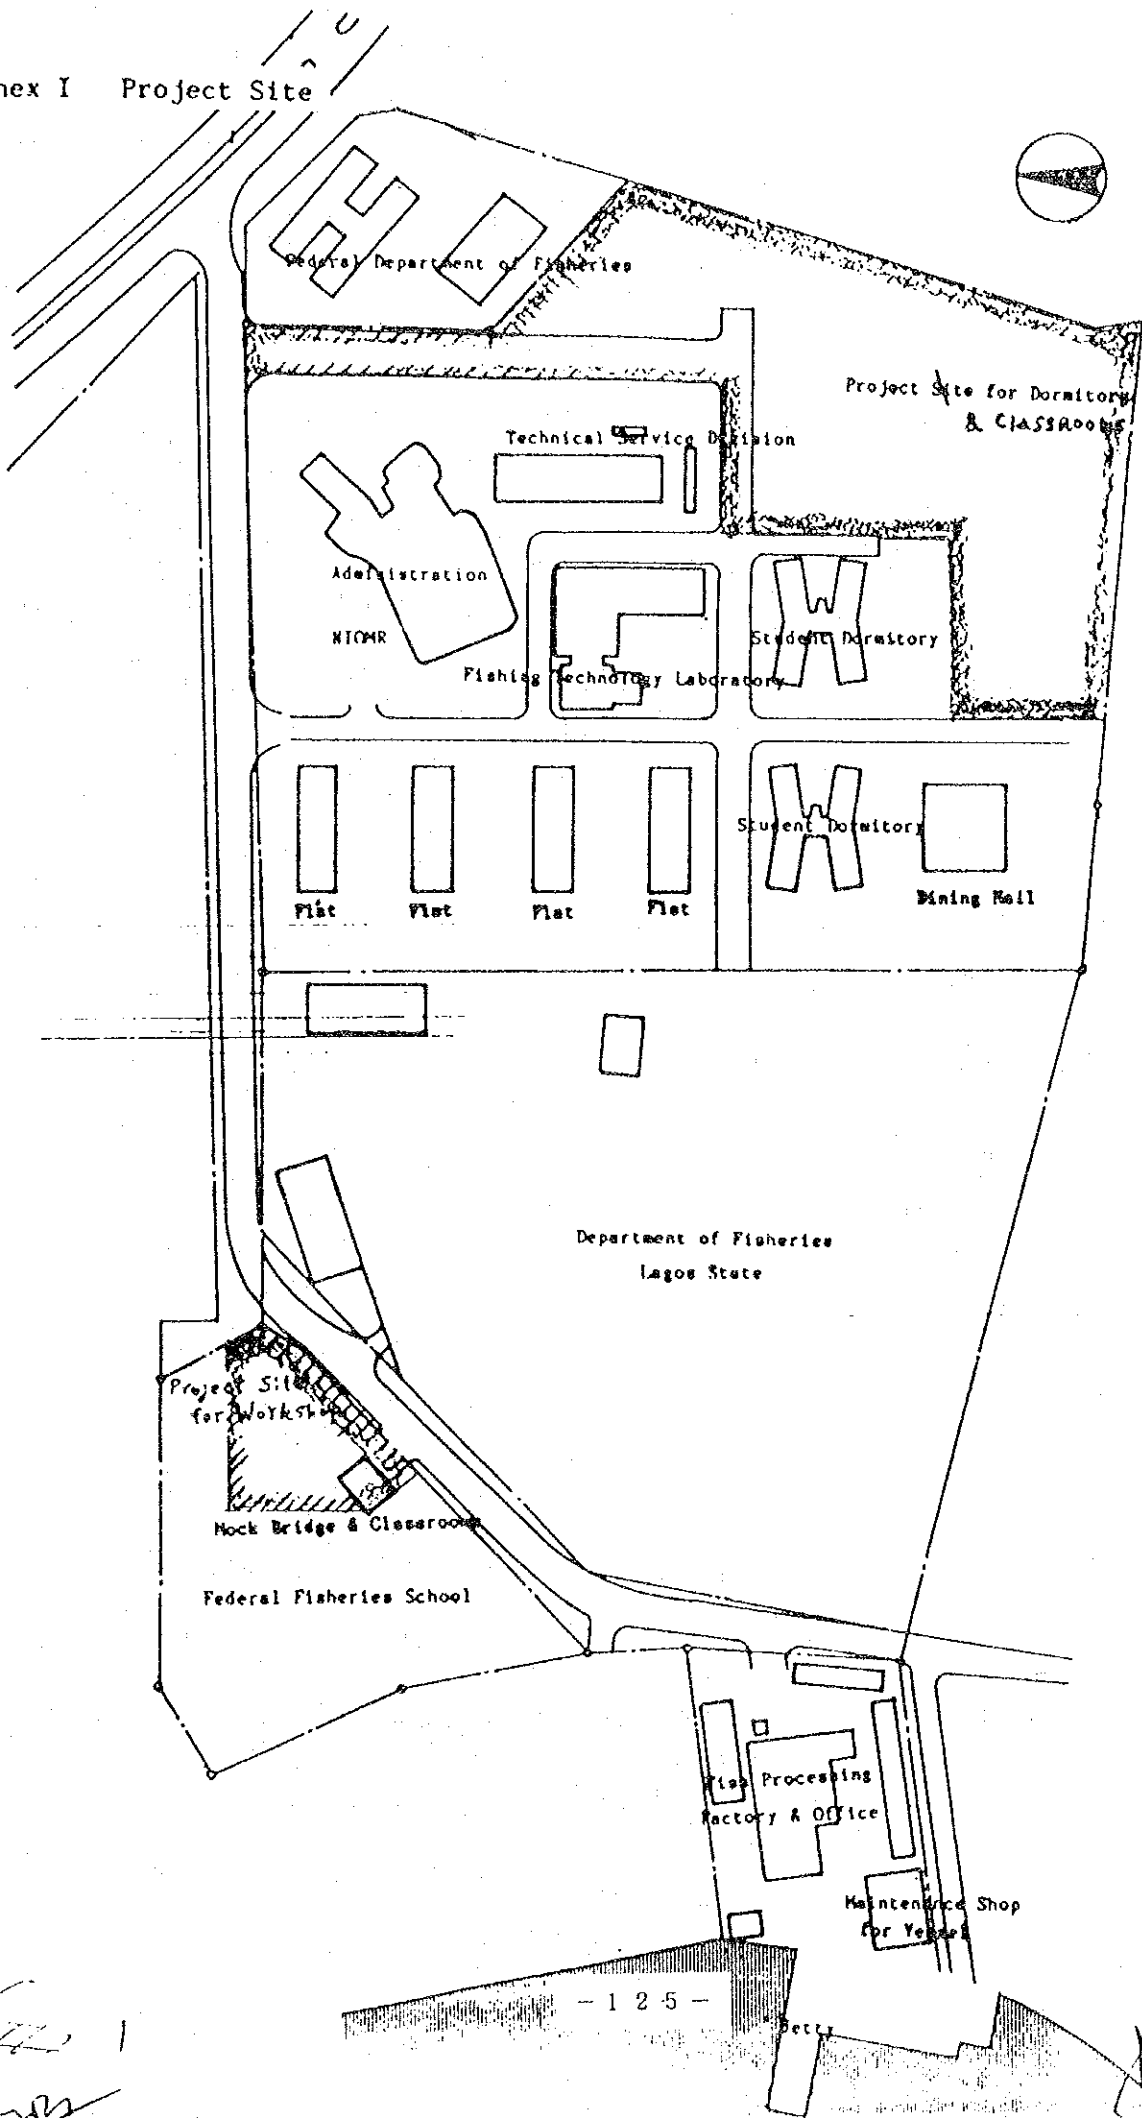 nex I Project Site
Federal Department of Fisheries
Project Site for Dormitory
& CLASSROOMS
Technical Service Division
Administration
NIOMR
Student Dormitory
Fishing Technology Laboratory
Student Dormitory
Flat Flat Flat Flat
Dining Hall
Department of Fisheries
Lagos State
Project Site
for Workshop
Mock Bridge & Classrooms
Federal Fisheries School
Fish Processing
Factory & Office
Maintenance Shop
for Vessel
- 1 2 5 -
Jetty